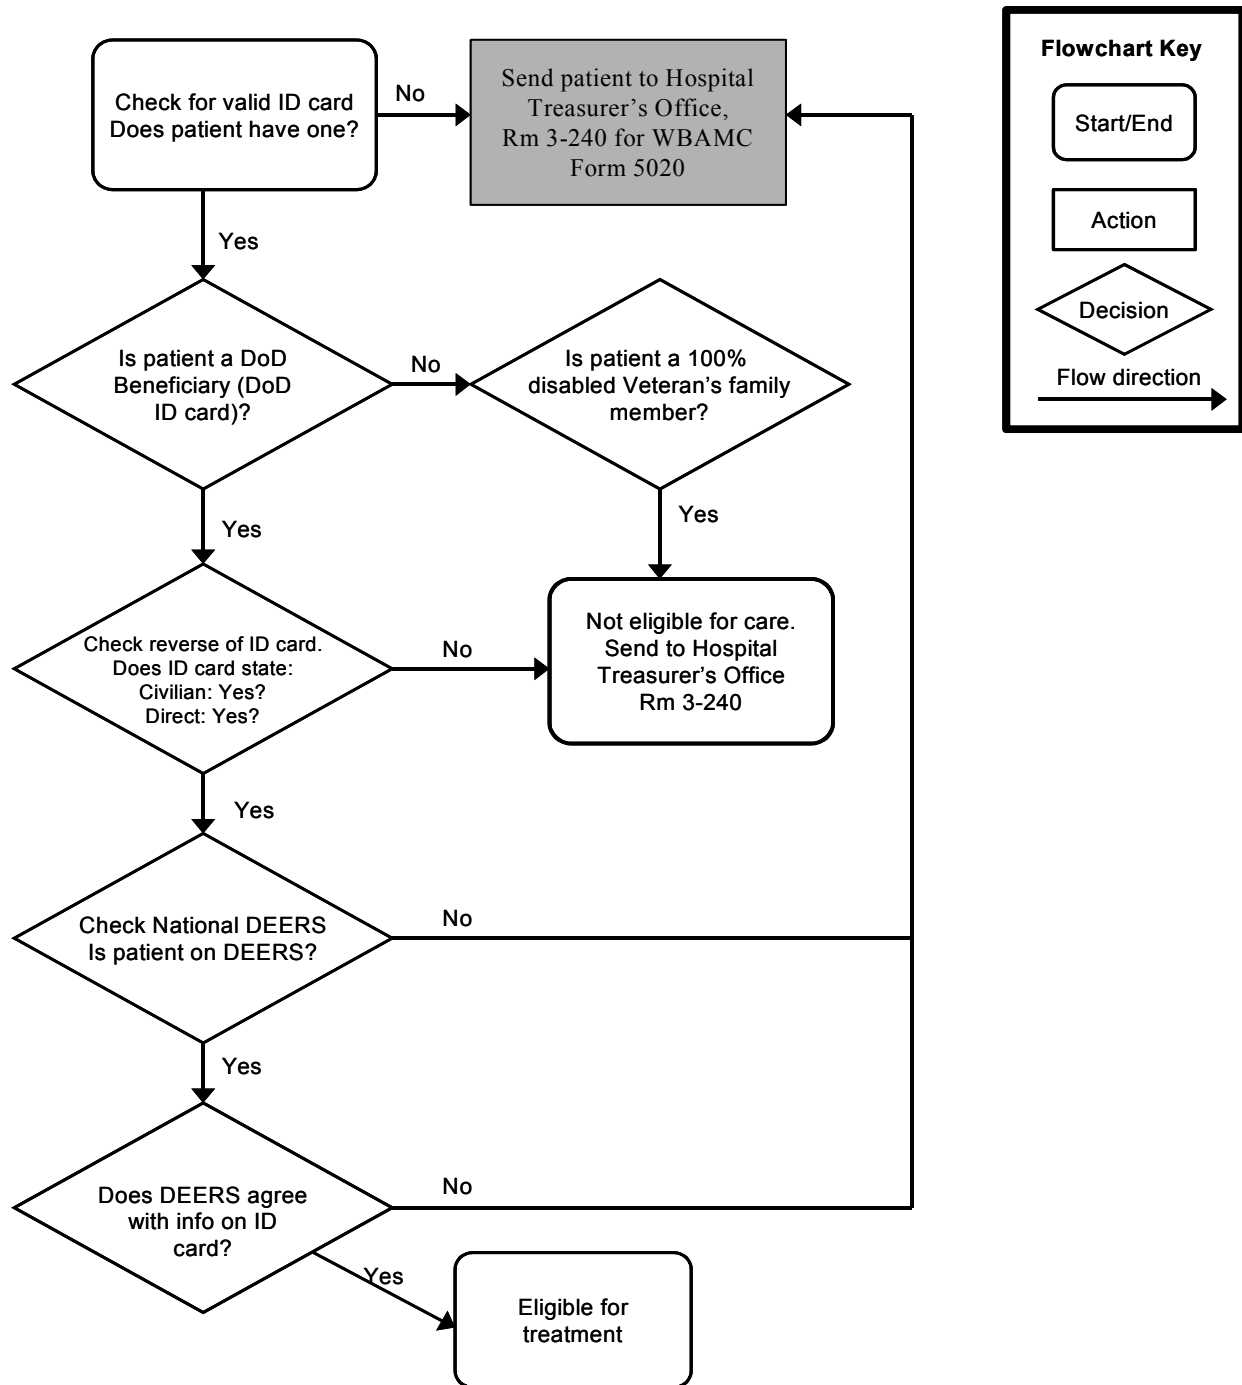 Check for valid ID card
Does patient have one?
No
Send patient to Hospital
Treasurer’s Office,
Rm 3-240 for WBAMC
Form 5020
Flowchart Key
Start/End
Action
Decision
Flow direction
Yes
Is patient a DoD
Beneficiary (DoD
ID card)?
No
Is patient a 100%
disabled Veteran’s family
member?
Yes
Yes
Check reverse of ID card.
Does ID card state:
Civilian: Yes?
Direct: Yes?
No
Not eligible for care.
Send to Hospital
Treasurer’s Office
Rm 3-240
Yes
Check National DEERS
Is patient on DEERS?
No
Yes
Does DEERS agree
with info on ID
card?
No
Yes
Eligible for
treatment